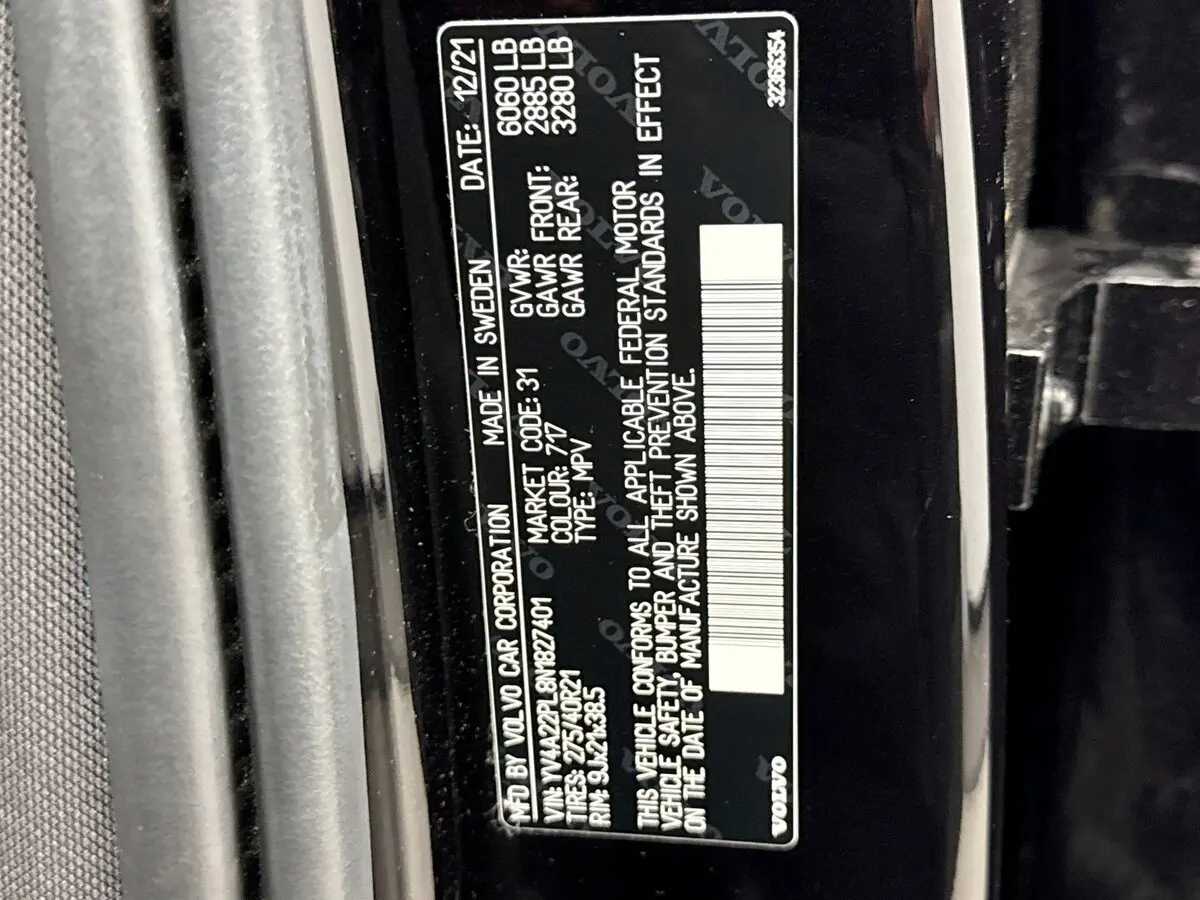 MFD BY VOLVO CAR CORPORATION MADE IN SWEDEN DATE: 12/21
VIN: YV4A22PL8N1827401 MARKET CODE: 31 GVWR: 6060 LB
TIRES: 275/40R21 COLOUR: 717 GAWR FRONT: 2885 LB
RIM: 9Jx21x38.5 TYPE: MPV GAWR REAR: 3280 LB
THIS VEHICLE CONFORMS TO ALL APPLICABLE FEDERAL MOTOR
VEHICLE SAFETY, BUMPER AND THEFT PREVENTION STANDARDS IN EFFECT
ON THE DATE OF MANUFACTURE SHOWN ABOVE.
VOLVO 32366354